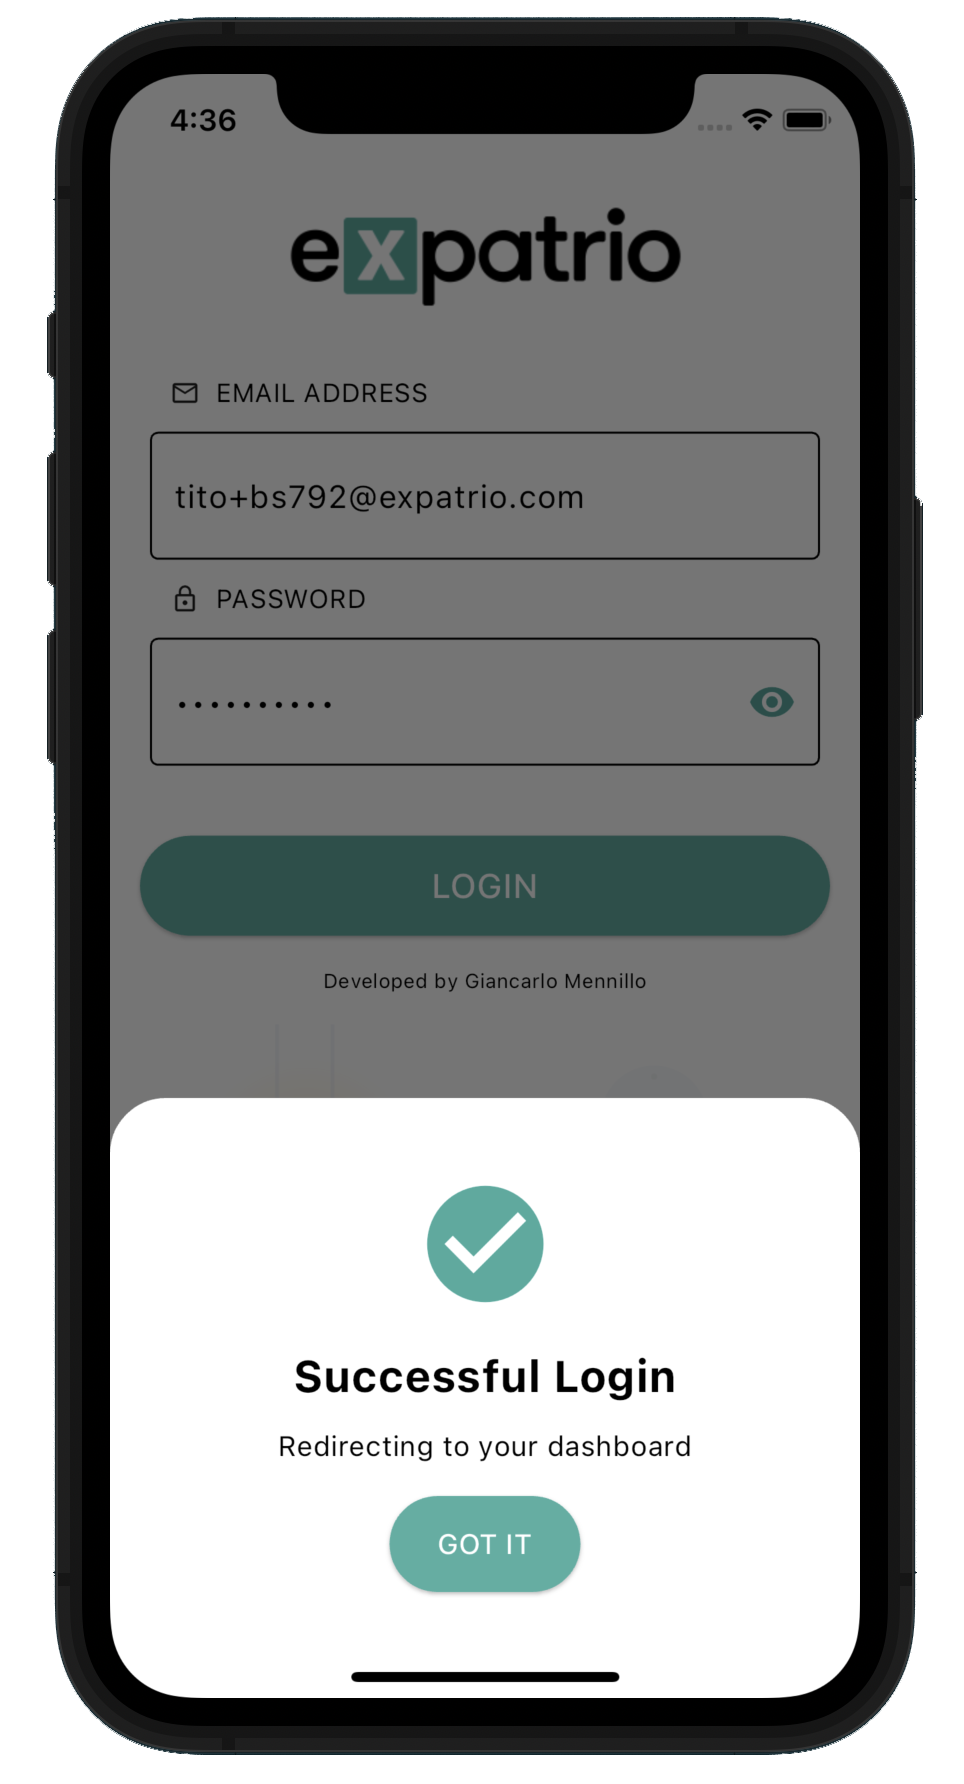 4:36
expatrio
EMAIL ADDRESS
tito+bs792@expatrio.com
PASSWORD
••••••••••
LOGIN
Developed by Giancarlo Mennillo
Successful Login
Redirecting to your dashboard
GOT IT